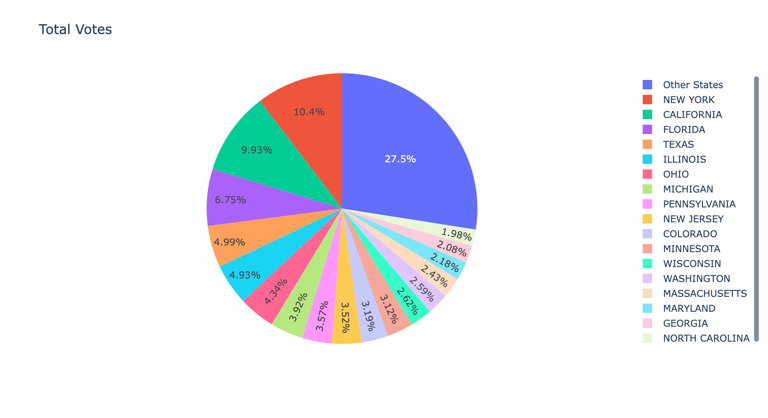 Total Votes
27.5%
10.4%
9.93%
6.75%
4.99%
4.93%
4.34%
3.92%
3.57%
3.52%
3.19%
3.12%
2.62%
2.59%
2.43%
2.18%
2.08%
1.98%
Other States
NEW YORK
CALIFORNIA
FLORIDA
TEXAS
ILLINOIS
OHIO
MICHIGAN
PENNSYLVANIA
NEW JERSEY
COLORADO
MINNESOTA
WISCONSIN
WASHINGTON
MASSACHUSETTS
MARYLAND
GEORGIA
NORTH CAROLINA